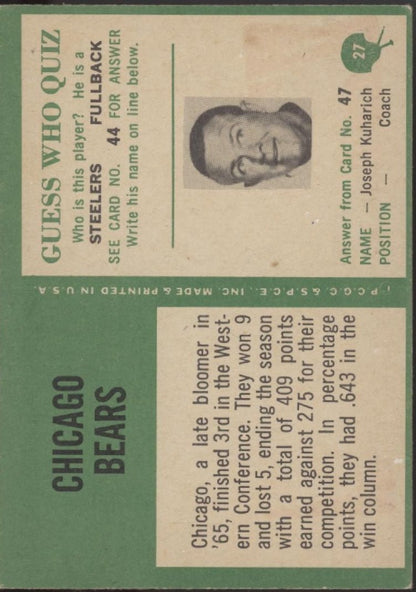 CHICAGO
BEARS
Chicago, a late bloomer in
'65, finished 3rd in the West-
ern Conference. They won 9
and lost 5, ending the season
with a total of 409 points
earned against 275 for their
competition. In percentage
points, they had .643 in the
win column.
P.C.G.C. & S.P.C.E., INC. MADE & PRINTED IN U.S.A.
GUESS WHO QUIZ
Who is this player? He is a
STEELERS FULLBACK
SEE CARD NO. 44 FOR ANSWER
Write his name on line below.
27
Answer from Card No. 47
NAME – Joseph Kuharich
POSITION – Coach